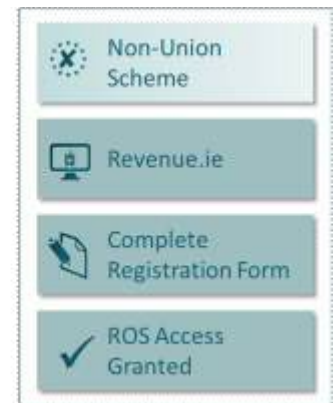 Non-Union
Scheme
Revenue.ie
Complete
Registration Form
ROS Access
Granted